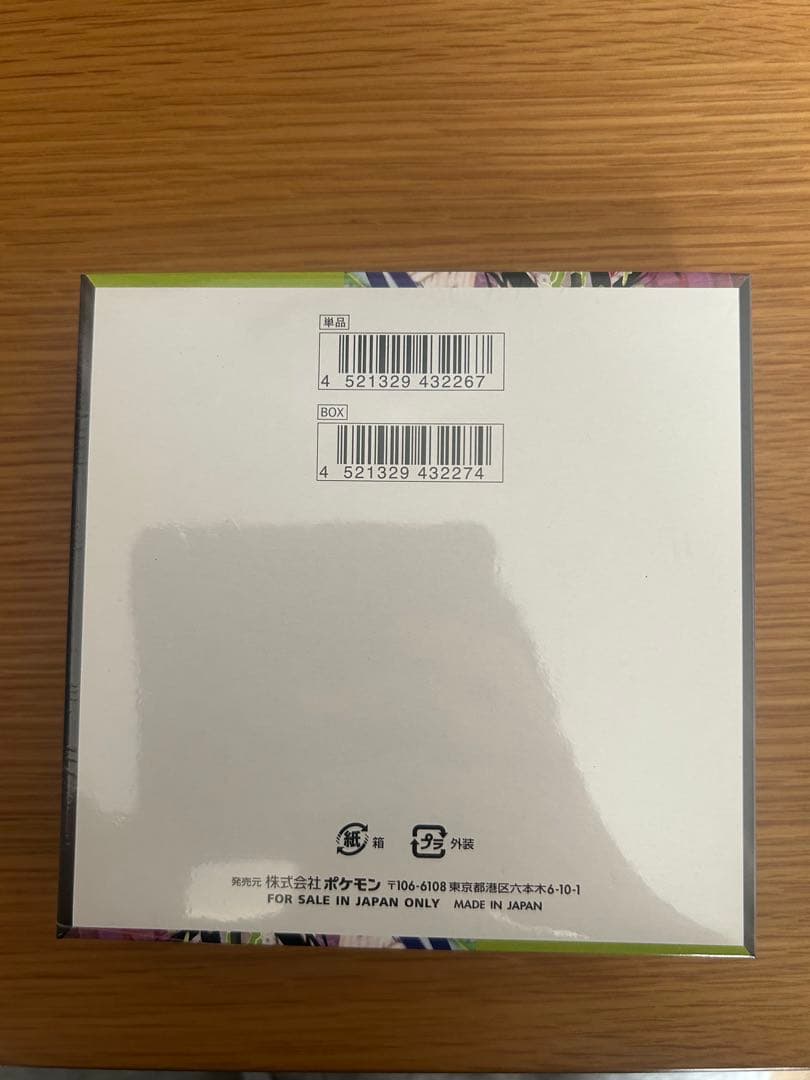 単品
4 521329 432267
BOX
4 521329 432274
紙 箱 プラ 外装
発売元 株式会社 ポケモン 〒106-6108 東京都港区六本木6-10-1
FOR SALE IN JAPAN ONLY MADE IN JAPAN